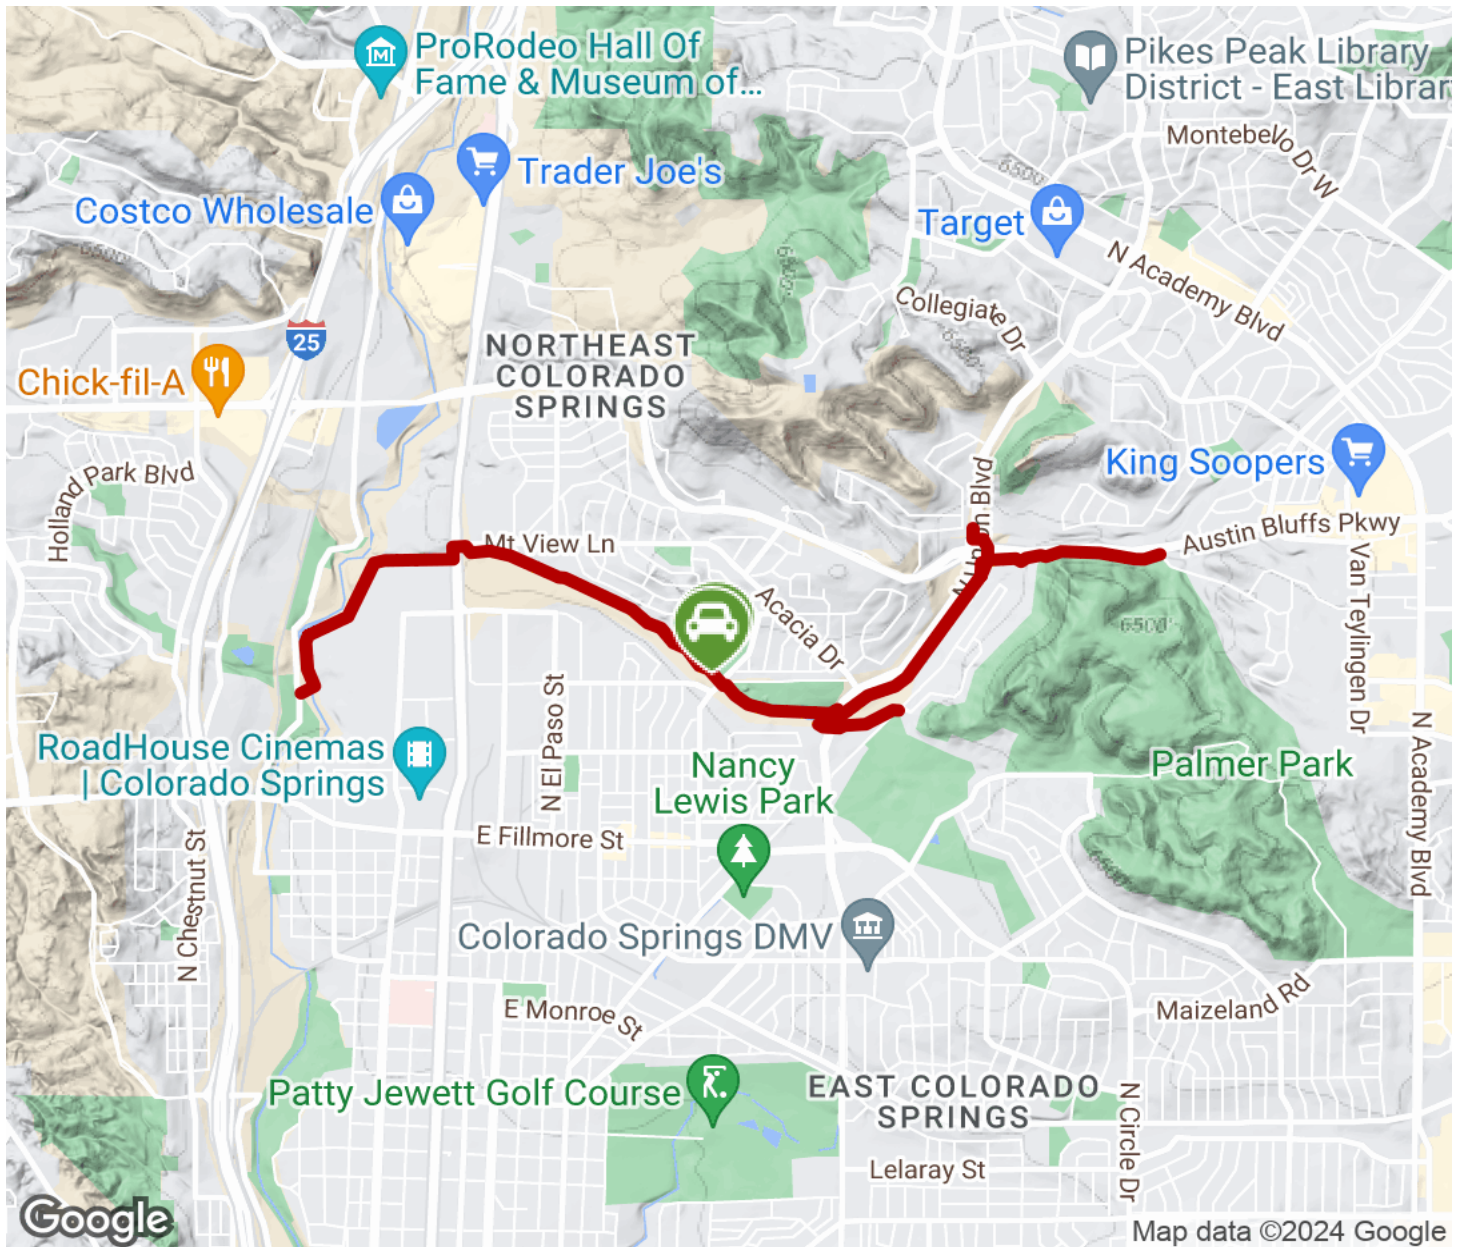 ProRodeo Hall Of
Fame & Museum of...
Pikes Peak Library
District - East Librar
Montebello Dr W
6500'
Trader Joe's
Costco Wholesale
Target
6500'
6500'
N Academy Blvd
Collegiate Dr
6500'
25
NORTHEAST
COLORADO
SPRINGS
Chick-fil-A
King Soopers
Holland Park Blvd
N Union Blvd
Austin Bluffs Pkwy
Mt View Ln
Van Teylingen Dr
Acacia Dr
6500'
N El Paso St
N Academy Blvd
RoadHouse Cinemas
| Colorado Springs
Nancy
Lewis Park
Palmer Park
E Fillmore St
N Chestnut St
6500'
Colorado Springs DMV
E Monroe St
Maizeland Rd
Patty Jewett Golf Course
EAST COLORADO
SPRINGS
N Circle Dr
Lelaray St
Google
Map data ©2024 Google